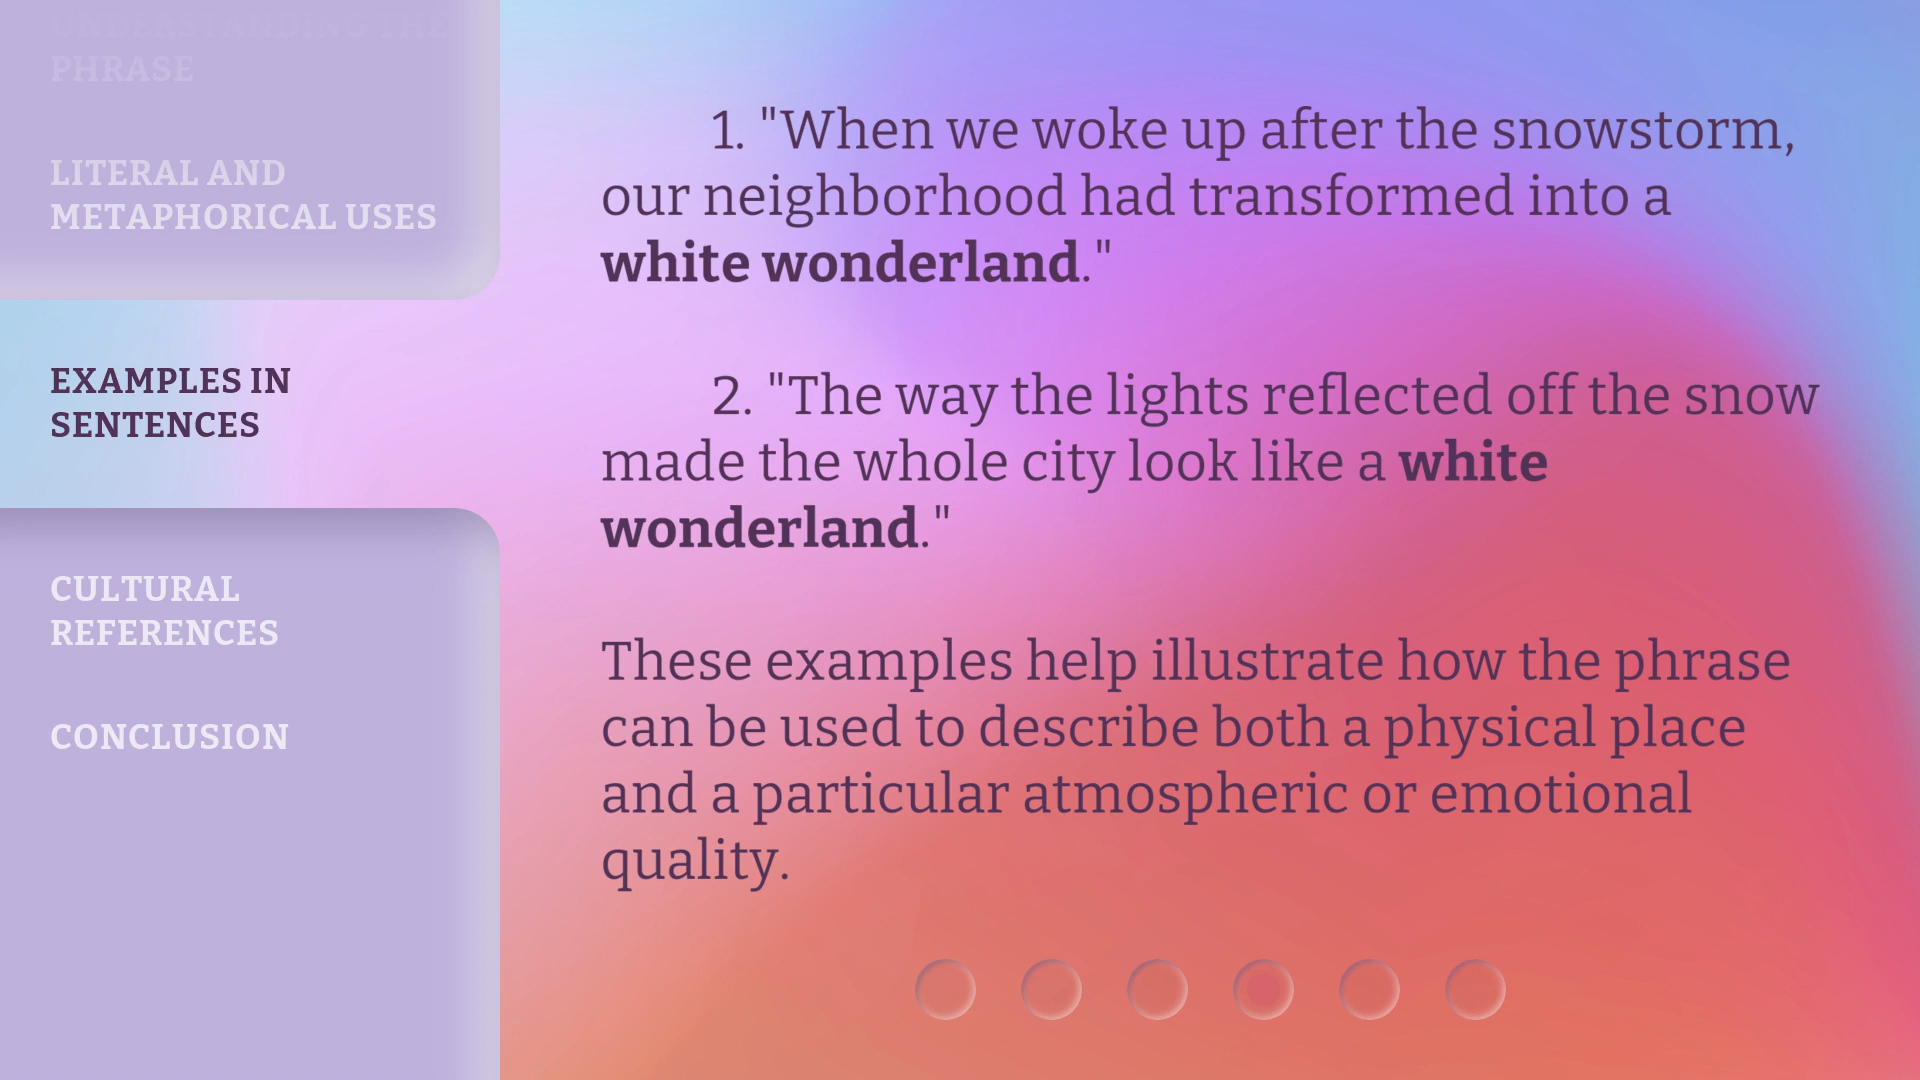 UNDERSTANDING THE
PHRASE
LITERAL AND
METAPHORICAL USES
EXAMPLES IN
SENTENCES
CULTURAL
REFERENCES
CONCLUSION
1. "When we woke up after the snowstorm,
our neighborhood had transformed into a
white wonderland."
2. "The way the lights reflected off the snow
made the whole city look like a white
wonderland."
These examples help illustrate how the phrase
can be used to describe both a physical place
and a particular atmospheric or emotional
quality.